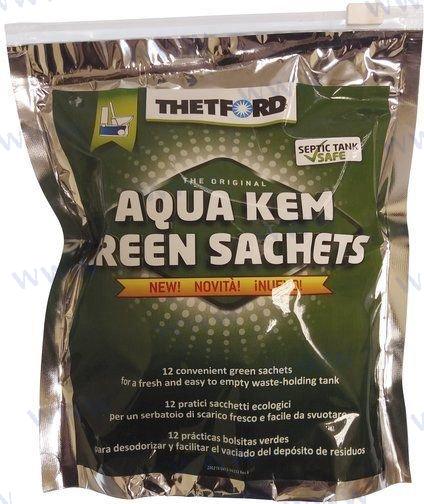 THETFORD
SEPTIC TANK
SAFE
THE ORIGINAL
AQUA KEM
REEN SACHETS
NEW! NOVITÀ! ¡NUEVO!
12 convenient green sachets
for a fresh and easy to empty waste-holding tank
12 pratici sacchetti ecologici
per un serbatoio di scarico fresco e facile da svuotare
12 prácticas bolsitas verdes
para desodorizar y facilitar el vaciado del depósito de residuos